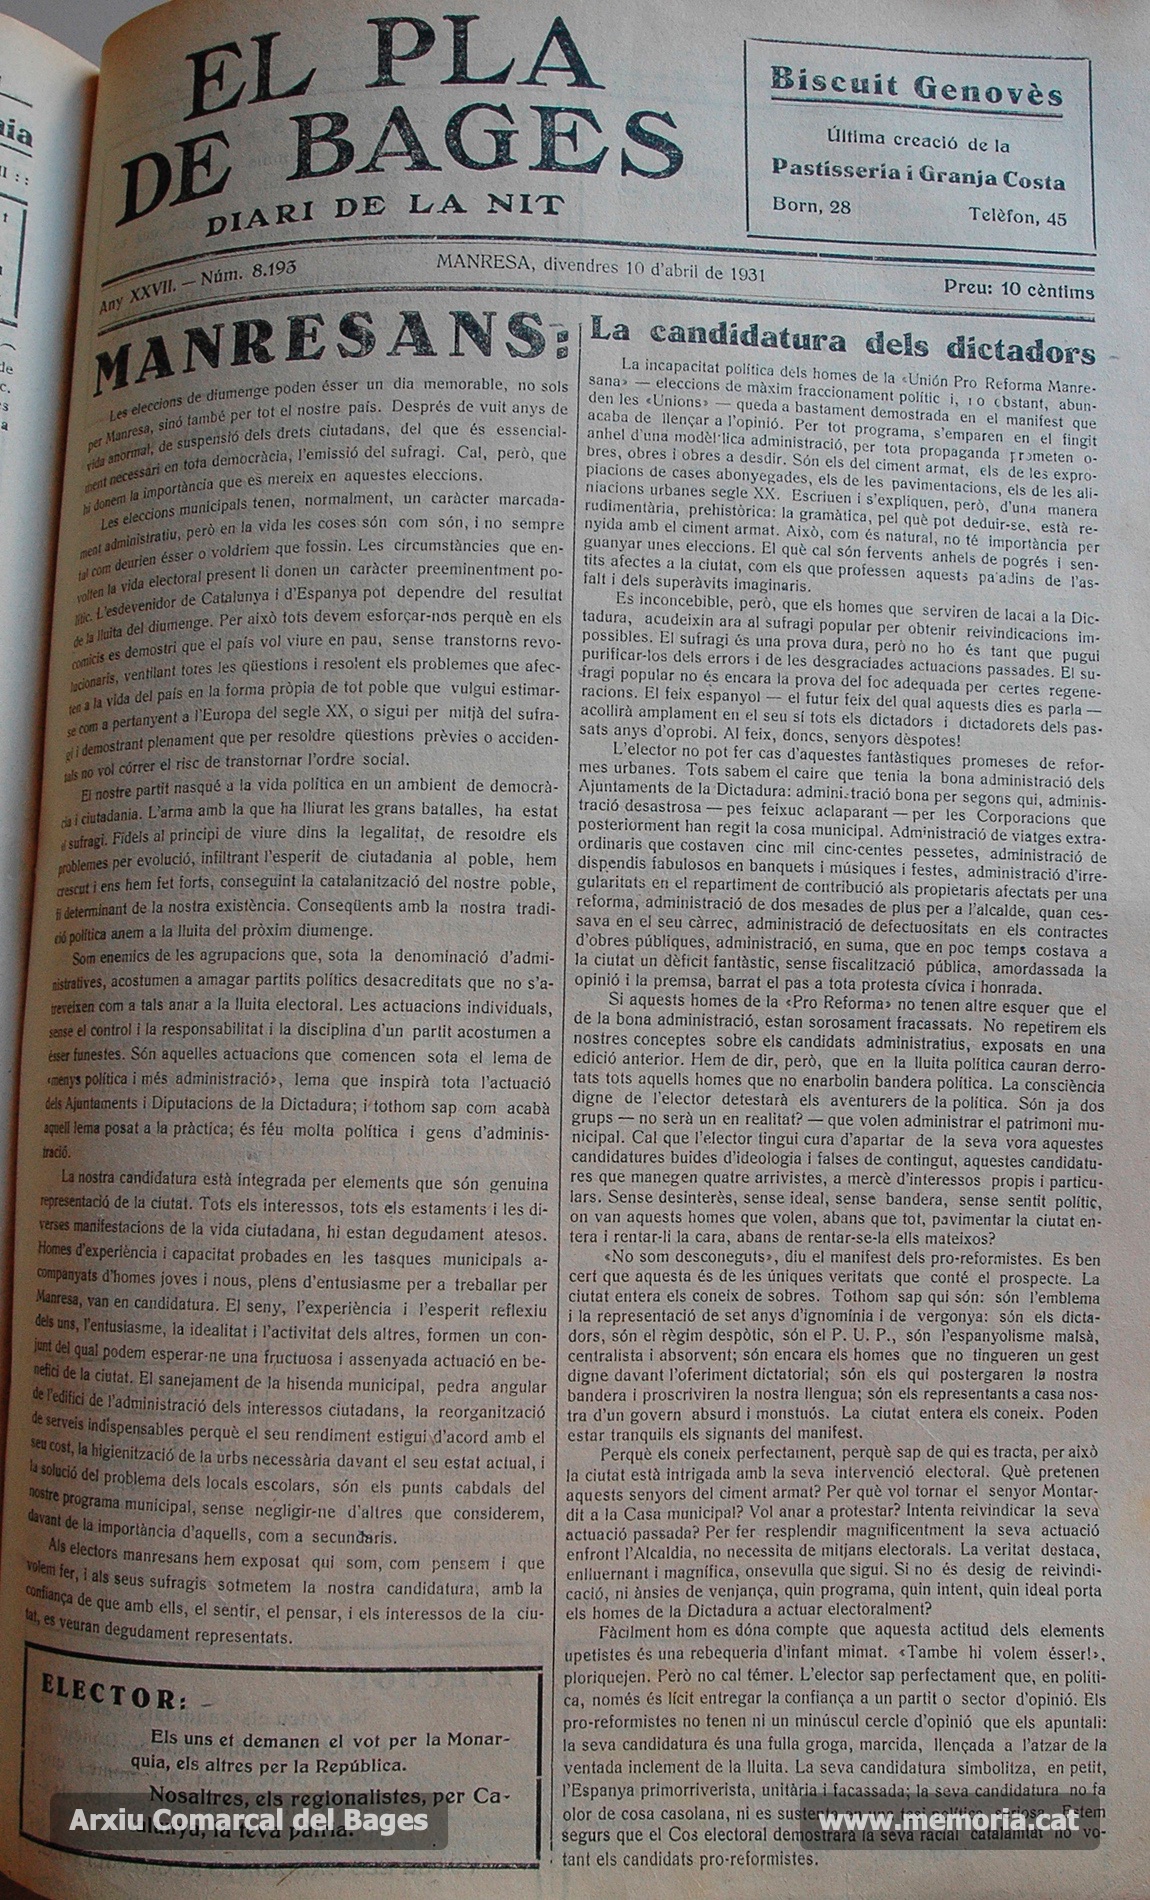 EL PLA
DE BAGES
DIARI DE LA NIT
Biscuit Genovès
Última creació de la
Pastisseria i Granja Costa
Born, 28
Telèfon, 45
Any XXVII. — Núm. 8.193
MANRESA, divendres 10 d'abril de 1931
Preu: 10 cèntims
MANRESANS:
Les eleccions de diumenge poden ésser un dia memorable, no sols
per Manresa, sinó també per tot el nostre país. Després de vuit anys de
vida anormal, de suspensió dels drets ciutadans, del que és essencial-
ment necessari en tota democràcia, l'emissió del sufragi. Cal, però, que
hi donem la importància que es mereix en aquestes eleccions.
Les eleccions municipals tenen, normalment, un caràcter marcada-
ment administratiu, però en la vida les coses són com són, i no sempre
tal com deurien ésser o voldriem que fossin. Les circumstàncies que en-
volten la vida electoral present li donen un caràcter preeminentment po-
lític. L'esdevenidor de Catalunya i d'Espanya pot dependre del resultat
de la lluita del diumenge. Per això tots devem esforçar-nos perquè en els
comicis es demostri que el país vol viure en pau, sense transtorns revo-
lucionaris, ventilant totes les qüestions i resolent els problemes que afec-
ten a la vida del país en la forma pròpia de tot poble que vulgui estimar-
se com a pertanyent a l'Europa del segle XX, o sigui per mitjà del sufra-
gi i demostrant plenament que per resoldre qüestions prèvies o acciden-
tals no vol córrer el risc de transtornar l'ordre social.
El nostre partit nasqué a la vida política en un ambient de democrà-
cia i ciutadania. L'arma amb la que ha lliurat les grans batalles, ha estat
el sufragi. Fidels al principi de viure dins la legalitat, de resoldre els
problemes per evolució, infiltrant l'esperit de ciutadania al poble, hem
crescut i ens hem fet forts, conseguint la catalanització del nostre poble,
fi determinant de la nostra existència. Conseqüents amb la nostra tradi-
ció política anem a la lluita del pròxim diumenge.
Som enemics de les agrupacions que, sota la denominació d'admi-
nistratives, acostumen a amagar partits polítics desacreditats que no s'a-
treveixen com a tals anar a la lluita electoral. Les actuacions individuals,
sense el control i la responsabilitat i la disciplina d'un partit acostumen a
ésser funestes. Són aquelles actuacions que comencen sota el lema de
«menys política i més administració», lema que inspirà tota l'actuació
dels Ajuntaments i Diputacions de la Dictadura; i tothom sap com acabà
aquell lema posat a la pràctica; és féu molta política i gens d'adminis-
tració.
La nostra candidatura està integrada per elements que són genuina
representació de la ciutat. Tots els interessos, tots els estaments i les di-
verses manifestacions de la vida ciutadana, hi estan degudament atesos.
Homes d'experiència i capacitat probades en les tasques municipals a-
companyats d'homes joves i nous, plens d'entusiasme per a treballar per
Manresa, van en candidatura. El seny, l'experiència i l'esperit reflexiu
dels uns, l'entusiasme, la idealitat i l'activitat dels altres, formen un con-
junt del qual podem esperar-ne una fructuosa i assenyada actuació en be-
nefici de la ciutat. El sanejament de la hisenda municipal, pedra angular
de l'edifici de l'administració dels interessos ciutadans, la reorganització
de serveis indispensables perquè el seu rendiment estigui d'acord amb el
seu cost, la higienització de la urbs necessària davant el seu estat actual, i
la solució del problema dels locals escolars, són els punts cabdals del
nostre programa municipal, sense negligir-ne d'altres que considerem,
davant de la importància d'aquells, com a secundaris.
Als electors manresans hem exposat qui som, com pensem i que
volem fer, i als seus sufragis sotmetem la nostra candidatura, amb la
confiança de que amb ells, el sentir, el pensar, i els interessos de la ciu-
tat, es veuran degudament representats.
ELECTOR:
Els uns et demanen el vot per la Monar-
quia, els altres per la República.
Nosaltres, els regionalistes, per Ca-
talunya, la teva pàtria.
La candidatura dels dictadors
La incapacitat política dels homes de la «Unión Pro Reforma Manre-
sana» — eleccions de màxim fraccionament polític i, no obstant, abun-
den les «Unions» — queda a bastament demostrada en el manifest que
acaba de llençar a l'opinió. Per tot programa, s'emparen en el fingit
anhel d'una modèl·lica administració, per tota propaganda prometen o-
bres, obres i obres a desdir. Són els del ciment armat, els de les expro-
piacions de cases abonyegades, els de les pavimentacions, els de les ali-
niacions urbanes segle XX. Escriuen i s'expliquen, però, d'una manera
rudimentària, prehistòrica: la gramàtica, pel què pot deduir-se, està re-
nyida amb el ciment armat. Això, com és natural, no té importància per
guanyar unes eleccions. El què cal són fervents anhels de pogrés i sen-
tits afectes a la ciutat, com els que professen aquests paladins de l'as-
falt i dels superàvits imaginaris.
Es inconcebible, però, que els homes que serviren de lacai a la Dic-
tadura, acudeixin ara al sufragi popular per obtenir reivindicacions im-
possibles. El sufragi és una prova dura, però no ho és tant que pugui
purificar-los dels errors i de les desgraciades actuacions passades. El su-
fragi popular no és encara la prova del foc adequada per certes regene-
racions. El feix espanyol — el futur feix del qual aquests dies es parla —
acollirà amplament en el seu sí tots els dictadors i dictadorets dels pas-
sats anys d'oprobi. Al feix, doncs, senyors dèspotes!
L'elector no pot fer cas d'aquestes fantàstiques promeses de refor-
mes urbanes. Tots sabem el caire que tenia la bona administració dels
Ajuntaments de la Dictadura: administració bona per segons qui, adminis-
tració desastrosa — pes feixuc aclaparant — per les Corporacions que
posteriorment han regit la cosa municipal. Administració de viatges extra-
ordinaris que costaven cinc mil cinc-centes pessetes, administració de
dispendis fabulosos en banquets i músiques i festes, administració d'irre-
gularitats en el repartiment de contribució als propietaris afectats per una
reforma, administració de dos mesades de plus per a l'alcalde, quan ces-
sava en el seu càrrec, administració de defectuositats en els contractes
d'obres públiques, administració, en suma, que en poc temps costava a
la ciutat un dèficit fantàstic, sense fiscalització pública, amordassada la
opinió i la premsa, barrat el pas a tota protesta cívica i honrada.
Si aquests homes de la «Pro Reforma» no tenen altre esquer que el
de la bona administració, estan sorosament fracassats. No repetirem els
nostres conceptes sobre els candidats administratius, exposats en una
edició anterior. Hem de dir, però, que en la lluita política cauran derro-
tats tots aquells homes que no enarbolin bandera política. La consciència
digne de l'elector detestarà els aventurers de la política. Són ja dos
grups — no serà un en realitat? — que volen administrar el patrimoni mu-
nicipal. Cal que l'elector tingui cura d'apartar de la seva vora aquestes
candidatures buides d'ideologia i falses de contingut, aquestes candidatu-
res que manegen quatre arrivistes, a mercè d'interessos propis i particu-
lars. Sense desinterès, sense ideal, sense bandera, sense sentit polític,
on van aquests homes que volen, abans que tot, pavimentar la ciutat en-
tera i rentar-li la cara, abans de rentar-se-la ells mateixos?
«No som desconeguts», diu el manifest dels pro-reformistes. Es ben
cert que aquesta és de les úniques veritats que conté el prospecte. La
ciutat entera els coneix de sobres. Tothom sap qui són: són l'emblema
i la representació de set anys d'ignomínia i de vergonya: són els dicta-
dors, són el règim despòtic, són el P. U. P., són l'espanyolisme malsà,
centralista i absorvent; són encara els homes que no tingueren un gest
digne davant l'oferiment dictatorial; són els qui postergaren la nostra
bandera i proscriviren la nostra llengua; són els representants a casa nos-
tra d'un govern absurd i monstuós. La ciutat entera els coneix. Poden
estar tranquils els signants del manifest.
Perquè els coneix perfectament, perquè sap de qui es tracta, per això
la ciutat està intrigada amb la seva intervenció electoral. Què pretenen
aquests senyors del ciment armat? Per què vol tornar el senyor Montar-
dit a la Casa municipal? Vol anar a protestar? Intenta reivindicar la seva
actuació passada? Per fer resplendir magnificentment la seva actuació
enfront l'Alcaldia, no necessita de mitjans electorals. La veritat destaca,
enlluernant i magnífica, onsevulla que sigui. Si no és desig de reivindi-
cació, ni ànsies de venjança, quin programa, quin intent, quin ideal porta
els homes de la Dictadura a actuar electoralment?
Fàcilment hom es dóna compte que aquesta actitud dels elements
upetistes és una rebequeria d'infant mimat. «Tambe hi volem ésser!»,
ploriquejen. Però no cal témer. L'elector sap perfectament que, en políti-
ca, només és lícit entregar la confiança a un partit o sector d'opinió. Els
pro-reformistes no tenen ni un minúscul cercle d'opinió que els apuntali:
la seva candidatura és una fulla groga, marcida, llençada a l'atzar de la
ventada inclement de la lluita. La seva candidatura simbolitza, en petit,
l'Espanya primorriverista, unitària i facassada; la seva candidatura no fa
olor de cosa casolana, ni es sustenta en una tesi política seriosa. Estem
segurs que el Cos electoral demostrarà la seva racial catalanitat no vo-
tant els candidats pro-reformistes.
Arxiu Comarcal del Bages
www.memoria.cat